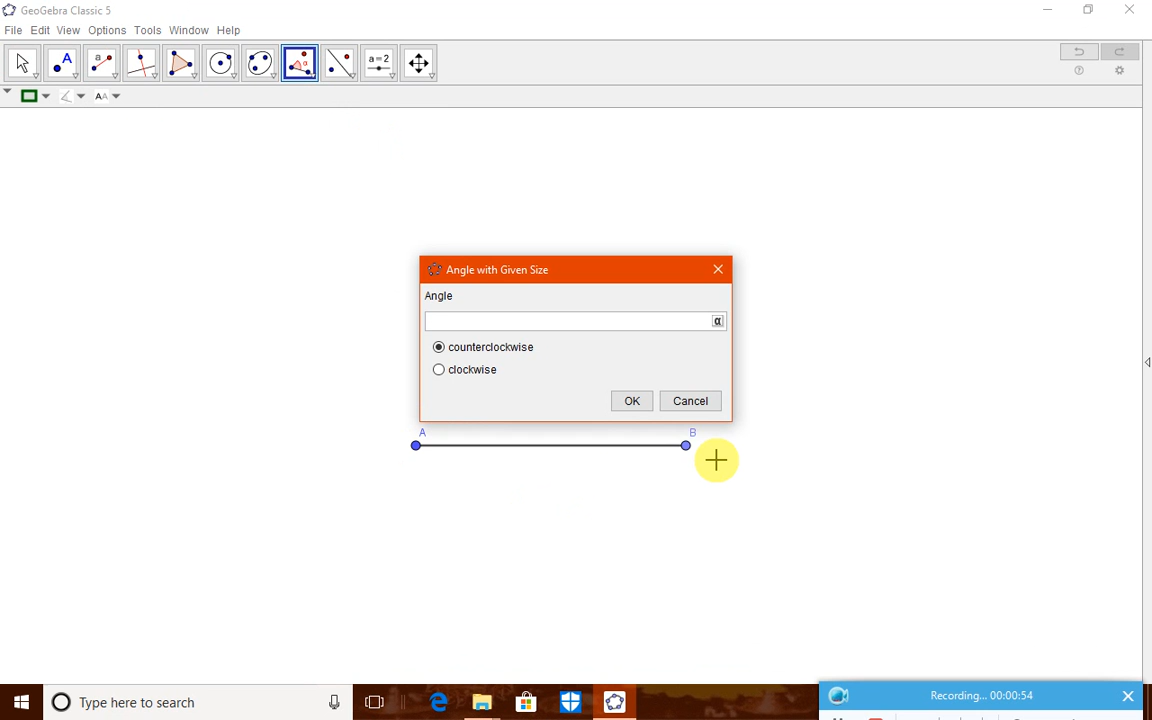 GeoGebra Classic 5
File Edit View Options Tools Window Help
A
a
α
a=2
AA
Angle with Given Size
Angle
α
counterclockwise
clockwise
OK Cancel
A B
Type here to search
Recording... 00:00:54